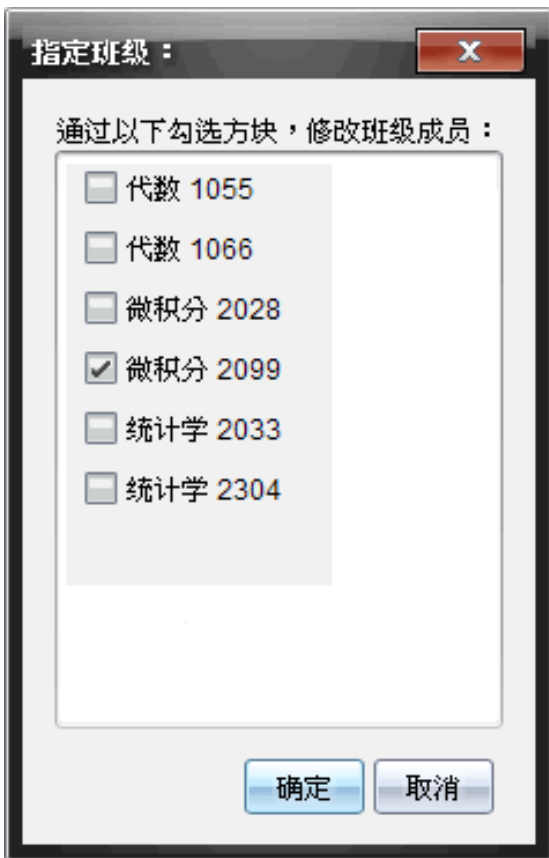 指定班级：
通过以下勾选方块，修改班级成员：
代数 1055
代数 1066
微积分 2028
微积分 2099
统计学 2033
统计学 2304
确定
取消